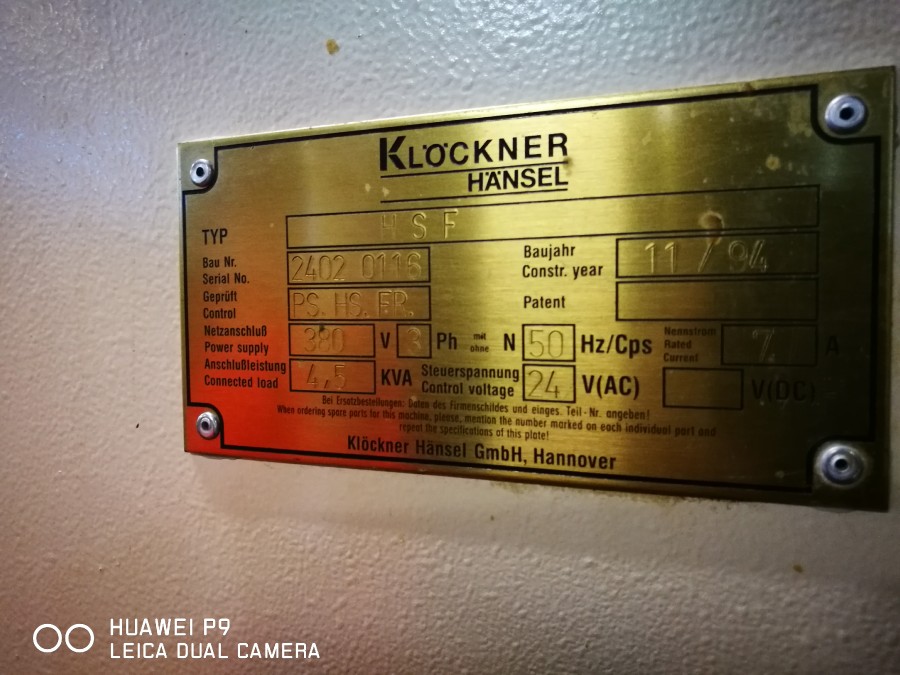 KLÖCKNER
HÄNSEL
TYP HSF
Bau Nr. Serial No. 2402 0116
Baujahr Constr. year 11/94
Geprüft Control PS. HS. FR.
Patent
Netzanschluß Power supply 380 V 3 Ph mit ohne N 50 Hz/Cps
Nennstrom Rated Current 7 A
Anschlußleistung Connected load 4,5 KVA
Steuerspannung Control voltage 24 V(AC) V(DC)
Bei Ersatzbestellungen: Daten des Firmenschildes und einges. Teil-Nr. angeben!
When ordering spare parts for this machine, please, mention the number marked on each individual part and
repeat the specifications of this plate!
Klöckner Hänsel GmbH, Hannover
HUAWEI P9
LEICA DUAL CAMERA